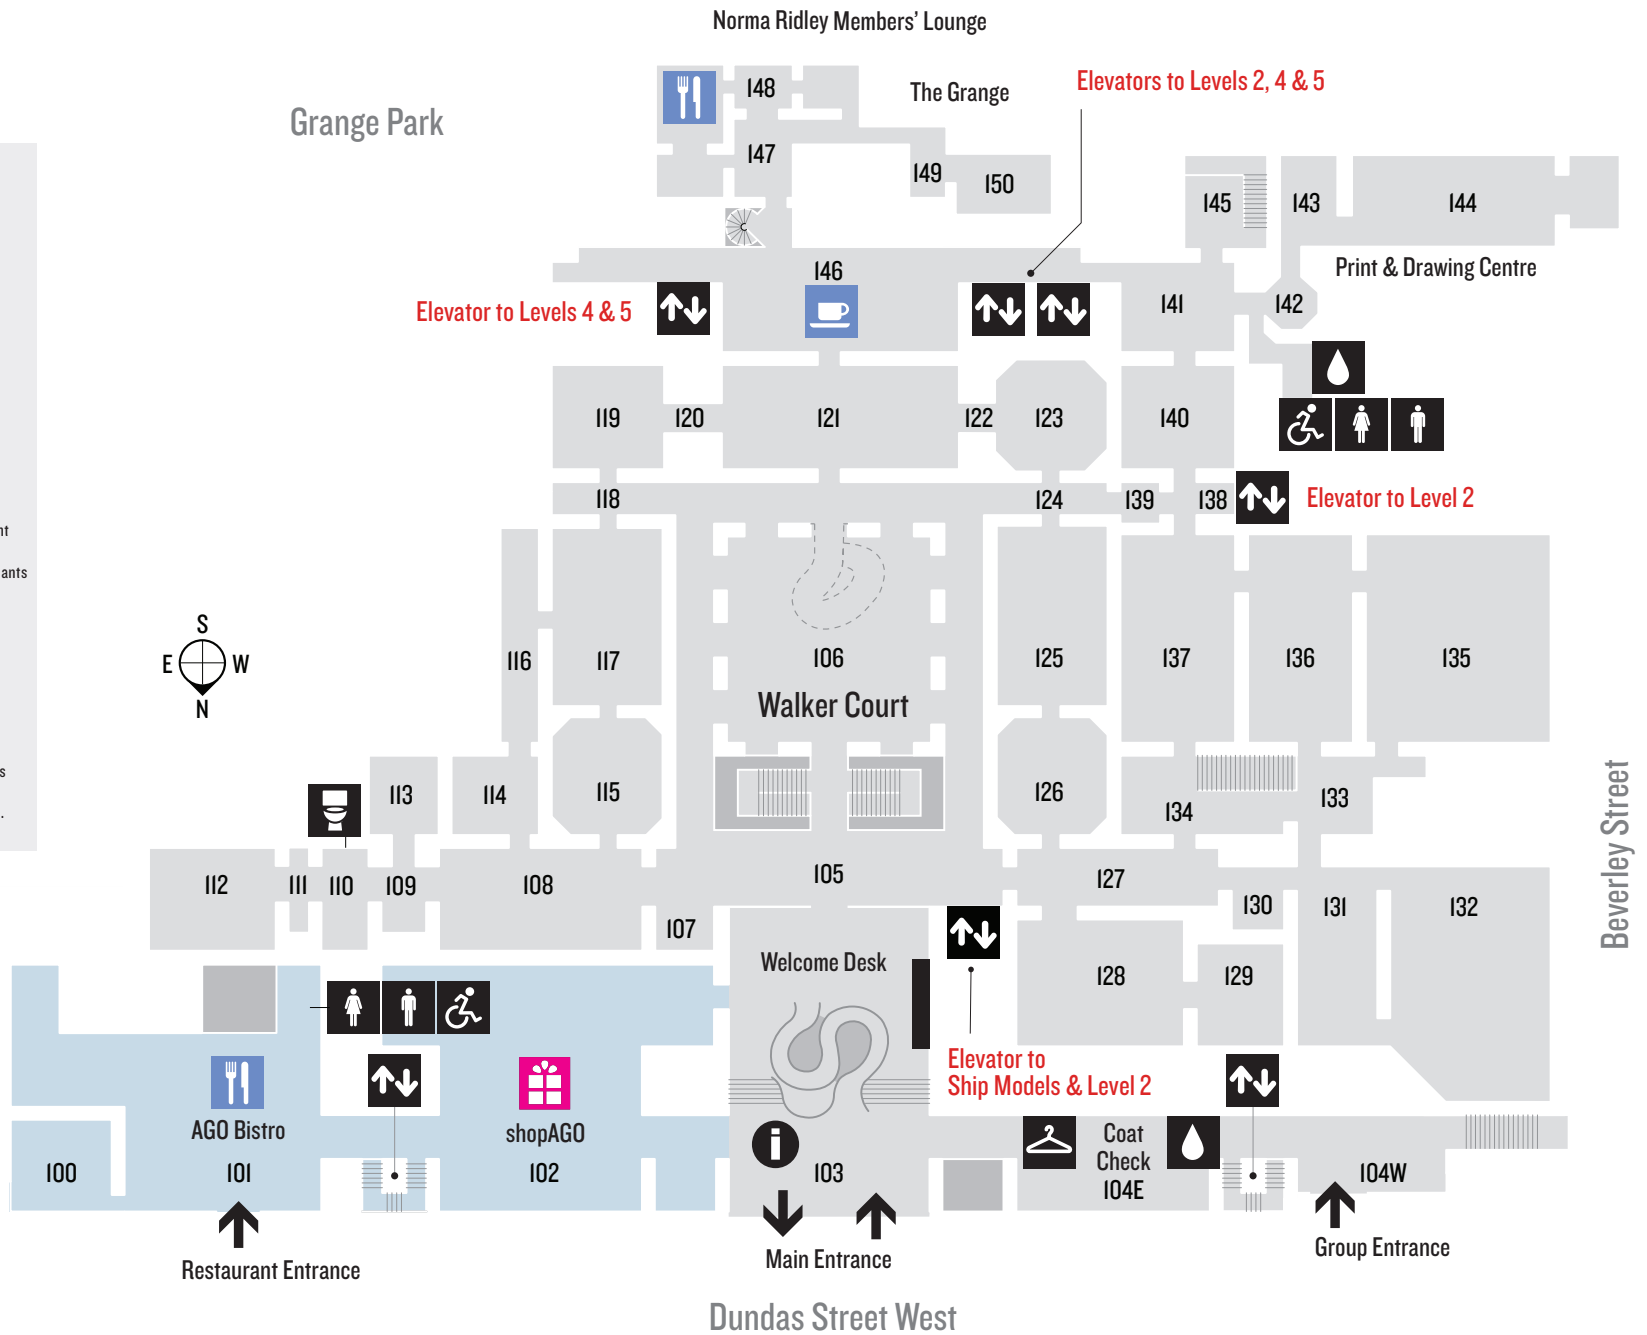 Norma Ridley Members' Lounge
Grange Park
The Grange
Elevators to Levels 2, 4 & 5
148
147
149
150
145
143
144
Print & Drawing Centre
146
Elevator to Levels 4 & 5
141
142
119
120
121
122
123
140
118
124
139
138
Elevator to Level 2
nt
ants
S
E
W
N
116
117
106
Walker Court
125
137
136
135
s
.
113
114
115
126
134
133
Beverley Street
112
111
110
109
108
107
105
127
130
131
132
Welcome Desk
128
129
Elevator to
Ship Models & Level 2
AGO Bistro
shopAGO
i
Coat
Check
104E
100
101
102
103
104W
Restaurant Entrance
Main Entrance
Group Entrance
Dundas Street West